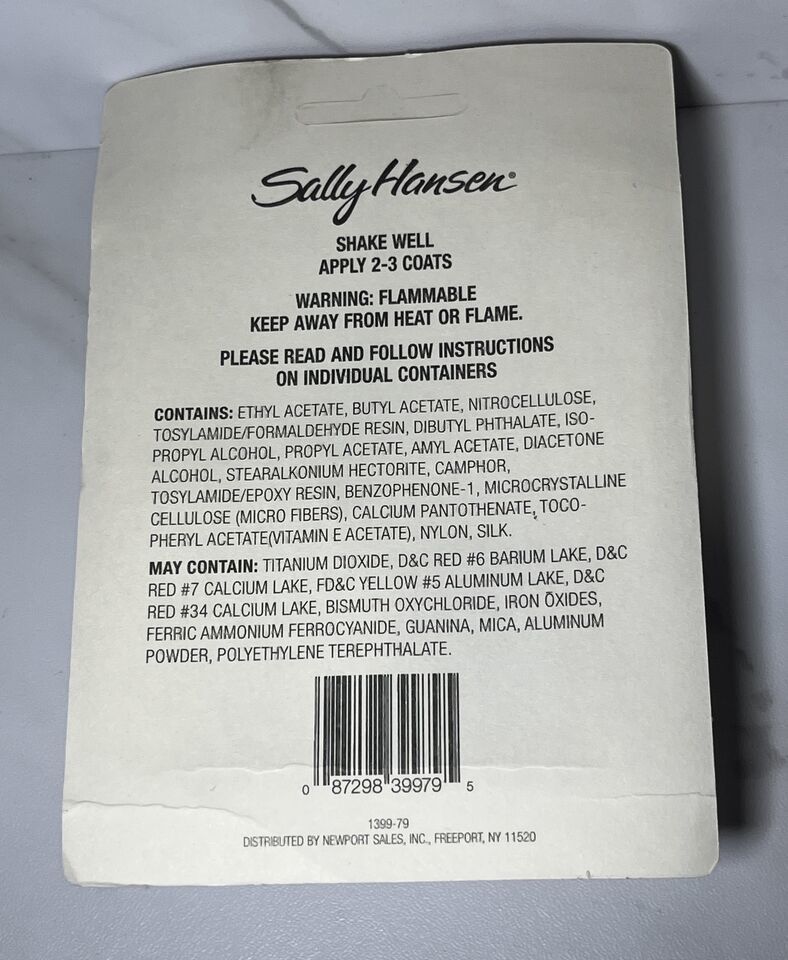 Sally Hansen®
SHAKE WELL
APPLY 2-3 COATS
WARNING: FLAMMABLE
KEEP AWAY FROM HEAT OR FLAME.
PLEASE READ AND FOLLOW INSTRUCTIONS
ON INDIVIDUAL CONTAINERS
CONTAINS: ETHYL ACETATE, BUTYL ACETATE, NITROCELLULOSE,
TOSYLAMIDE/FORMALDEHYDE RESIN, DIBUTYL PHTHALATE, ISO-
PROPYL ALCOHOL, PROPYL ACETATE, AMYL ACETATE, DIACETONE
ALCOHOL, STEARALKONIUM HECTORITE, CAMPHOR,
TOSYLAMIDE/EPOXY RESIN, BENZOPHENONE-1, MICROCRYSTALLINE
CELLULOSE (MICRO FIBERS), CALCIUM PANTOTHENATE, TOCO-
PHERYL ACETATE(VITAMIN E ACETATE), NYLON, SILK.
MAY CONTAIN: TITANIUM DIOXIDE, D&C RED #6 BARIUM LAKE, D&C
RED #7 CALCIUM LAKE, FD&C YELLOW #5 ALUMINUM LAKE, D&C
RED #34 CALCIUM LAKE, BISMUTH OXYCHLORIDE, IRON OXIDES,
FERRIC AMMONIUM FERROCYANIDE, GUANINA, MICA, ALUMINUM
POWDER, POLYETHYLENE TEREPHTHALATE.
0 87298 39979 5
1399-79
DISTRIBUTED BY NEWPORT SALES, INC., FREEPORT, NY 11520